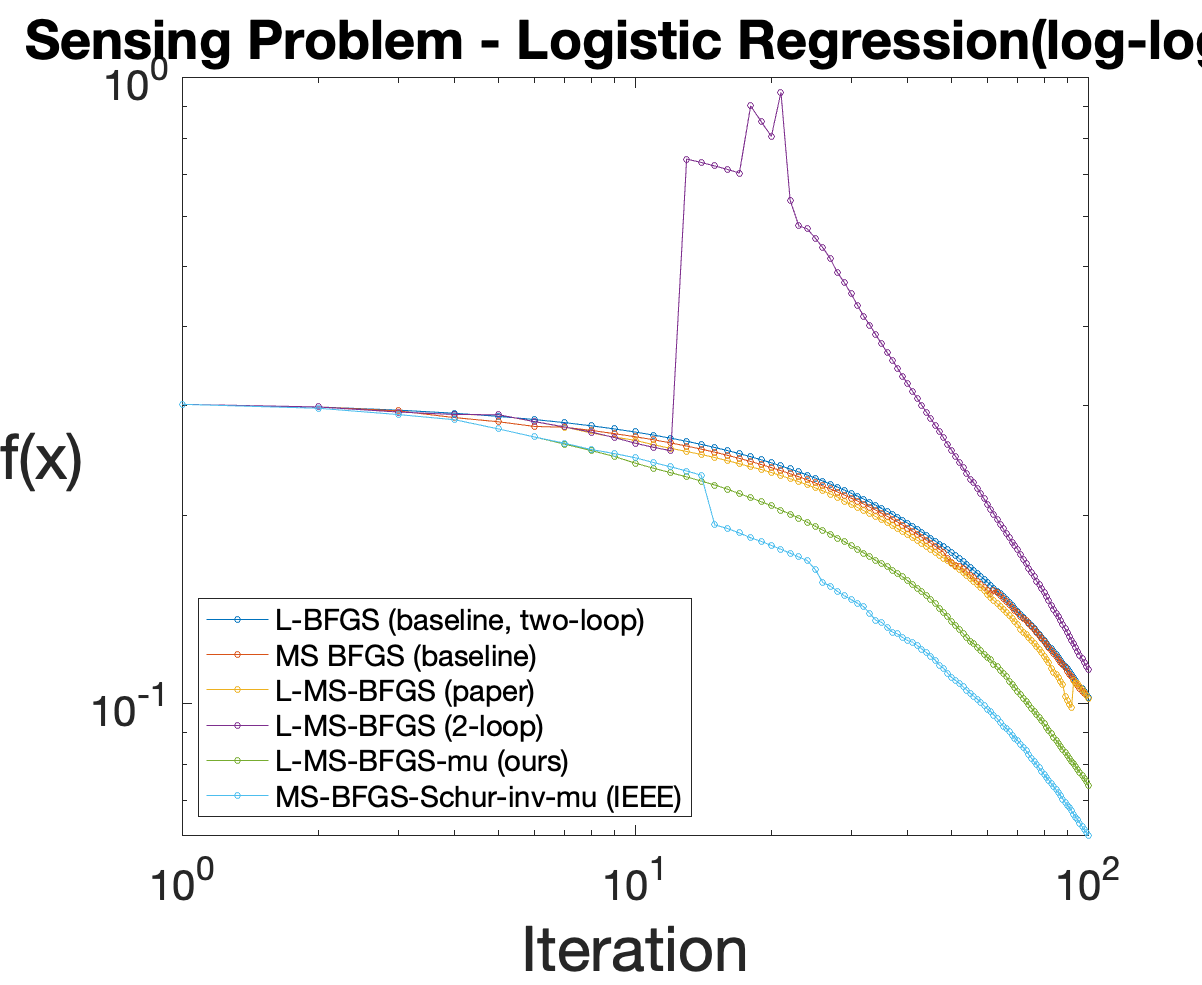 Sensing Problem - Logistic Regression(log-log
10^0
f(x)
10^-1
L-BFGS (baseline, two-loop)
MS BFGS (baseline)
L-MS-BFGS (paper)
L-MS-BFGS (2-loop)
L-MS-BFGS-mu (ours)
MS-BFGS-Schur-inv-mu (IEEE)
10^0 10^1 10^2
Iteration